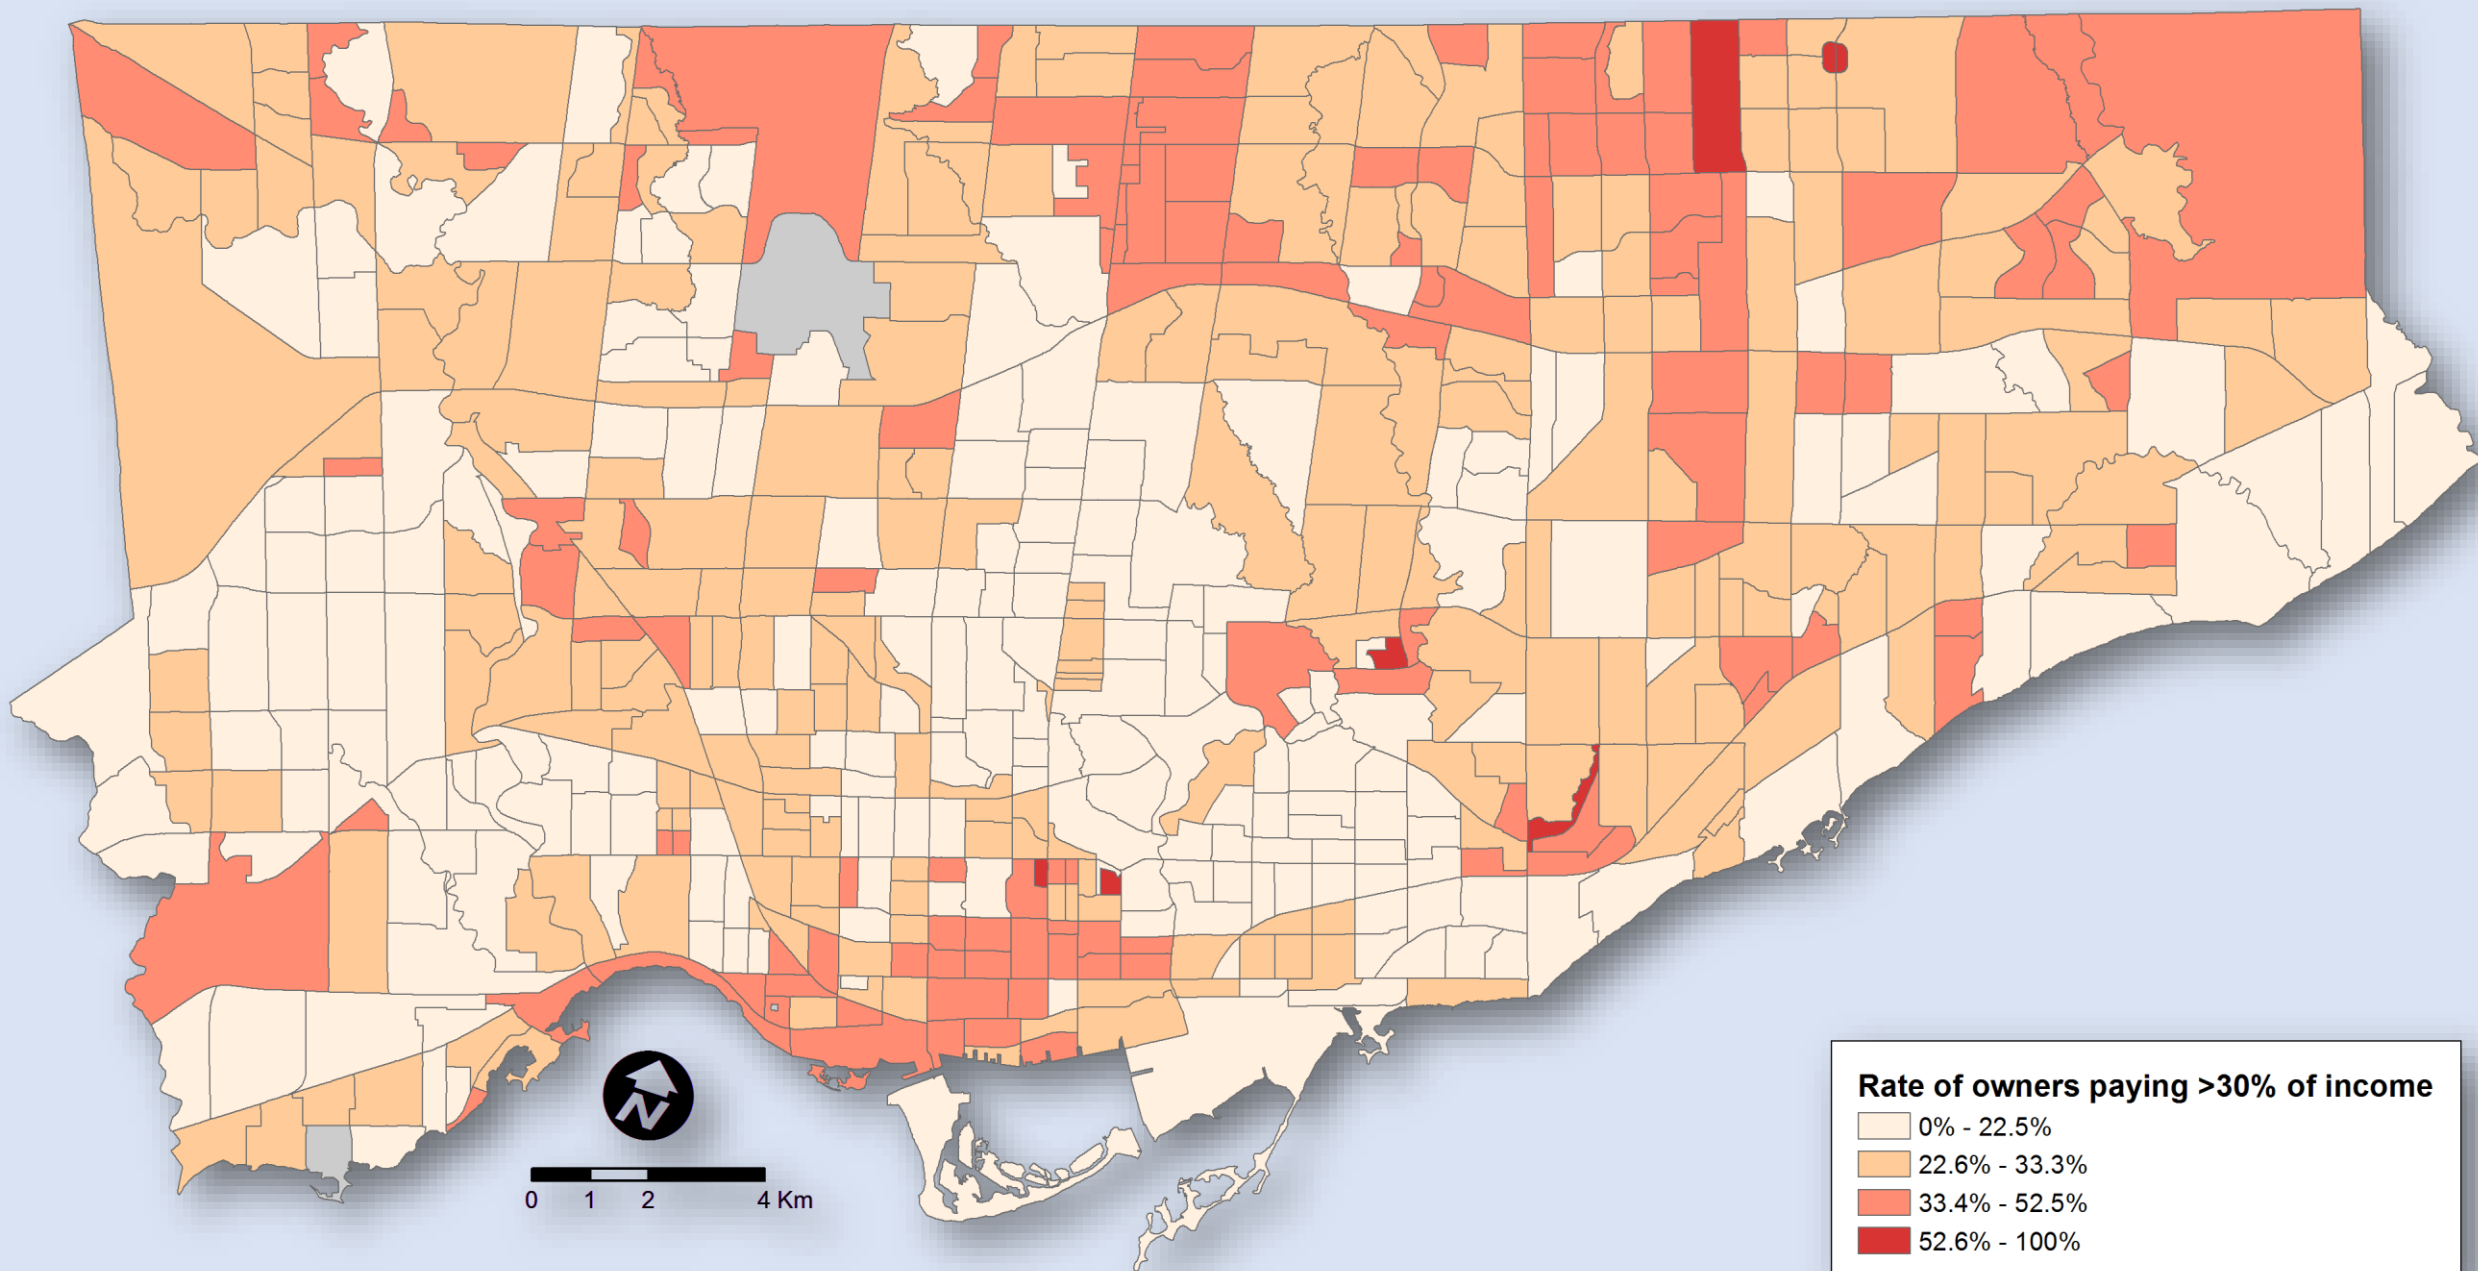 N
0 1 2 4 Km
Rate of owners paying >30% of income
0% - 22.5%
22.6% - 33.3%
33.4% - 52.5%
52.6% - 100%